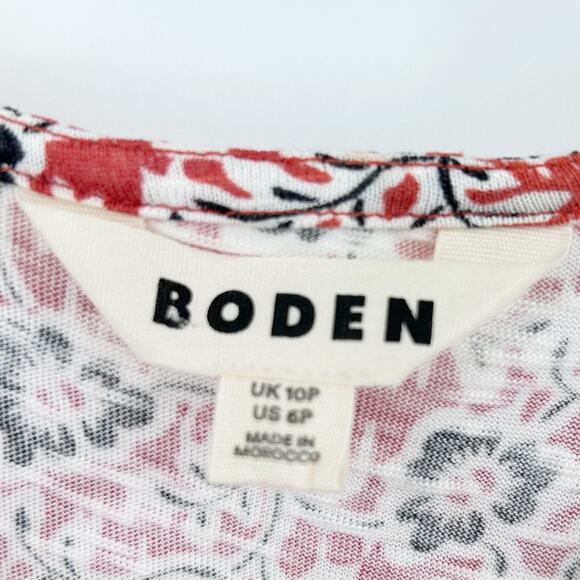 BODEN
UK 10P
US 6P
MADE IN
MOROCCO